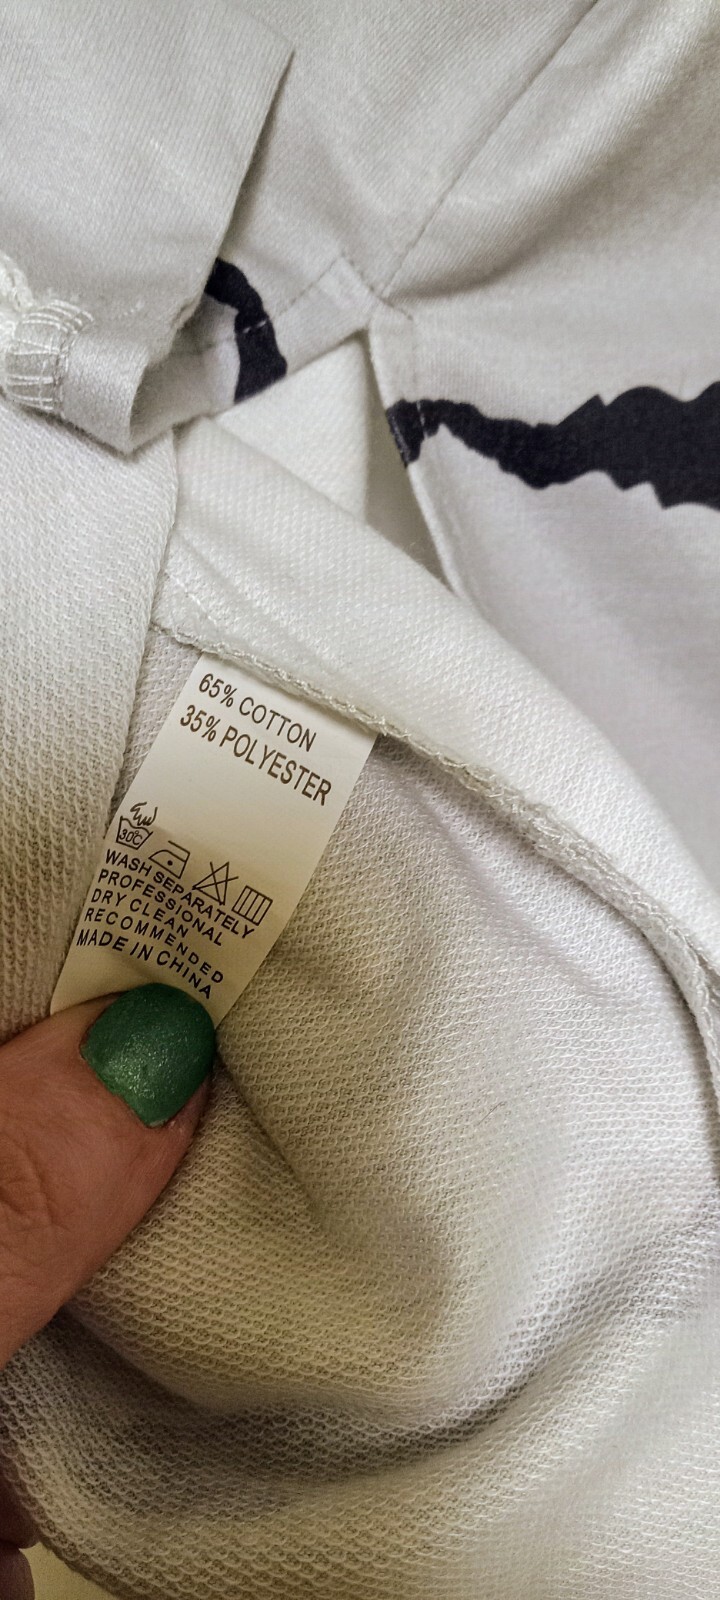 65% COTTON
35% POLYESTER
30℃
WASH SEPARATELY
PROFESSIONAL
DRY CLEAN
RECOMMENDED
MADE IN CHINA